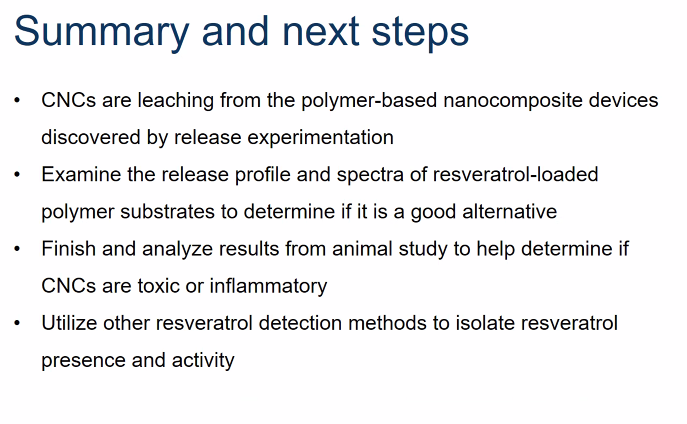 Summary and next steps
• CNCs are leaching from the polymer-based nanocomposite devices
discovered by release experimentation
• Examine the release profile and spectra of resveratrol-loaded
polymer substrates to determine if it is a good alternative
• Finish and analyze results from animal study to help determine if
CNCs are toxic or inflammatory
• Utilize other resveratrol detection methods to isolate resveratrol
presence and activity